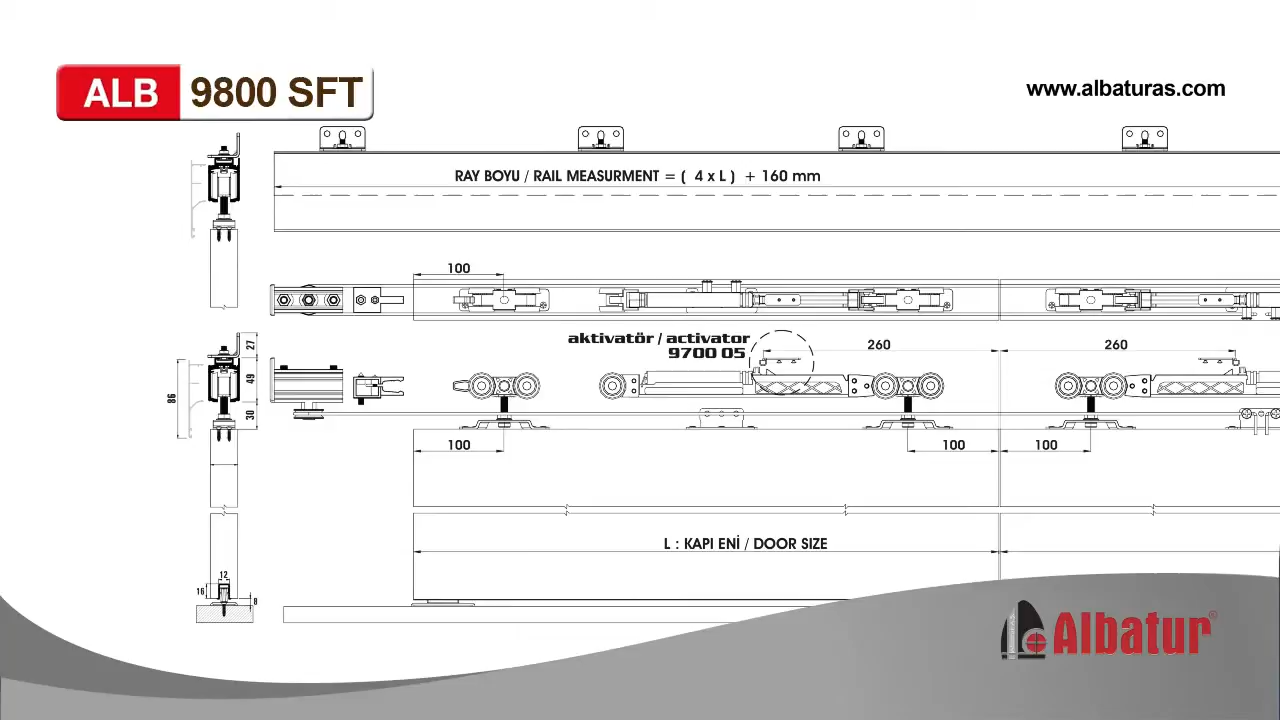 ALB 9800 SFT
www.albaturas.com
RAY BOYU / RAIL MEASURMENT = ( 4 x L ) + 160 mm
100
aktivatör / activator
9700 05
260
260
27
49
86
30
100
100
100
L : KAPI ENİ / DOOR SIZE
12
16
8
Albatur®